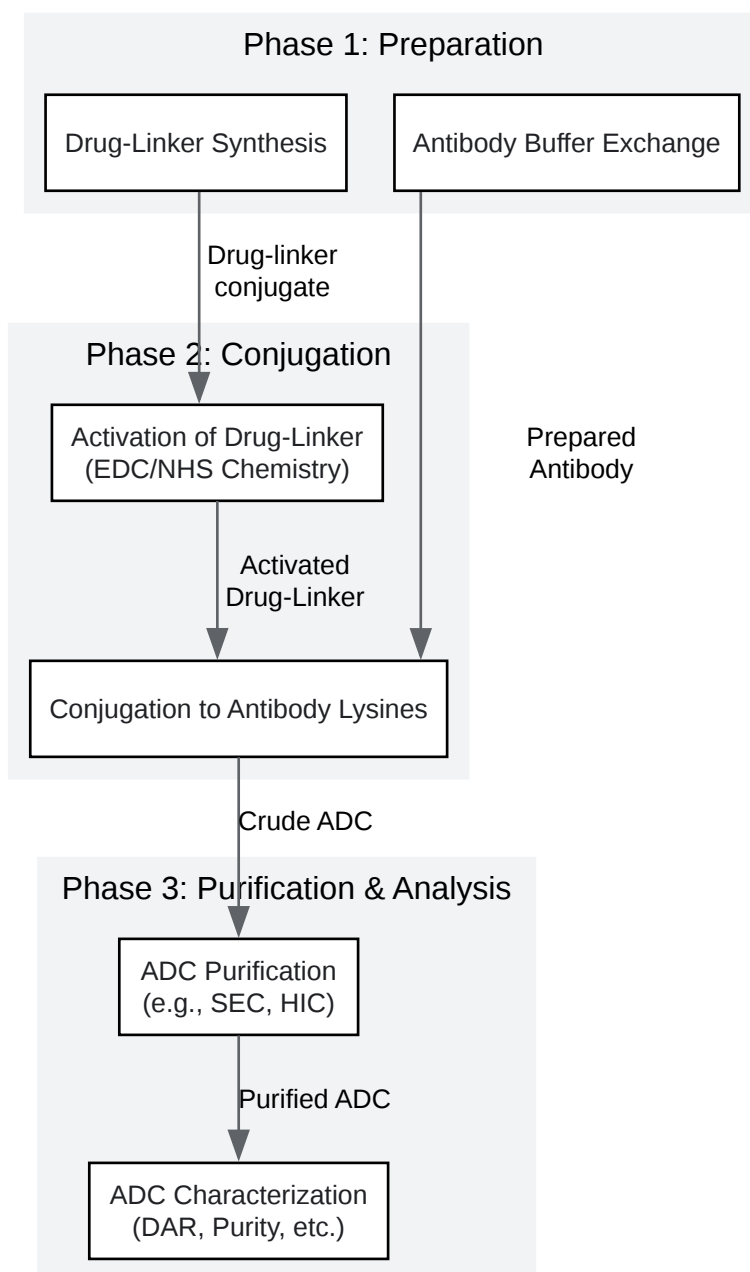 Phase 1: Preparation
Drug-Linker Synthesis
Antibody Buffer Exchange
Drug-linker
conjugate
Phase 2: Conjugation
Activation of Drug-Linker
(EDC/NHS Chemistry)
Prepared
Antibody
Activated
Drug-Linker
Conjugation to Antibody Lysines
Crude ADC
Phase 3: Purification & Analysis
ADC Purification
(e.g., SEC, HIC)
Purified ADC
ADC Characterization
(DAR, Purity, etc.)